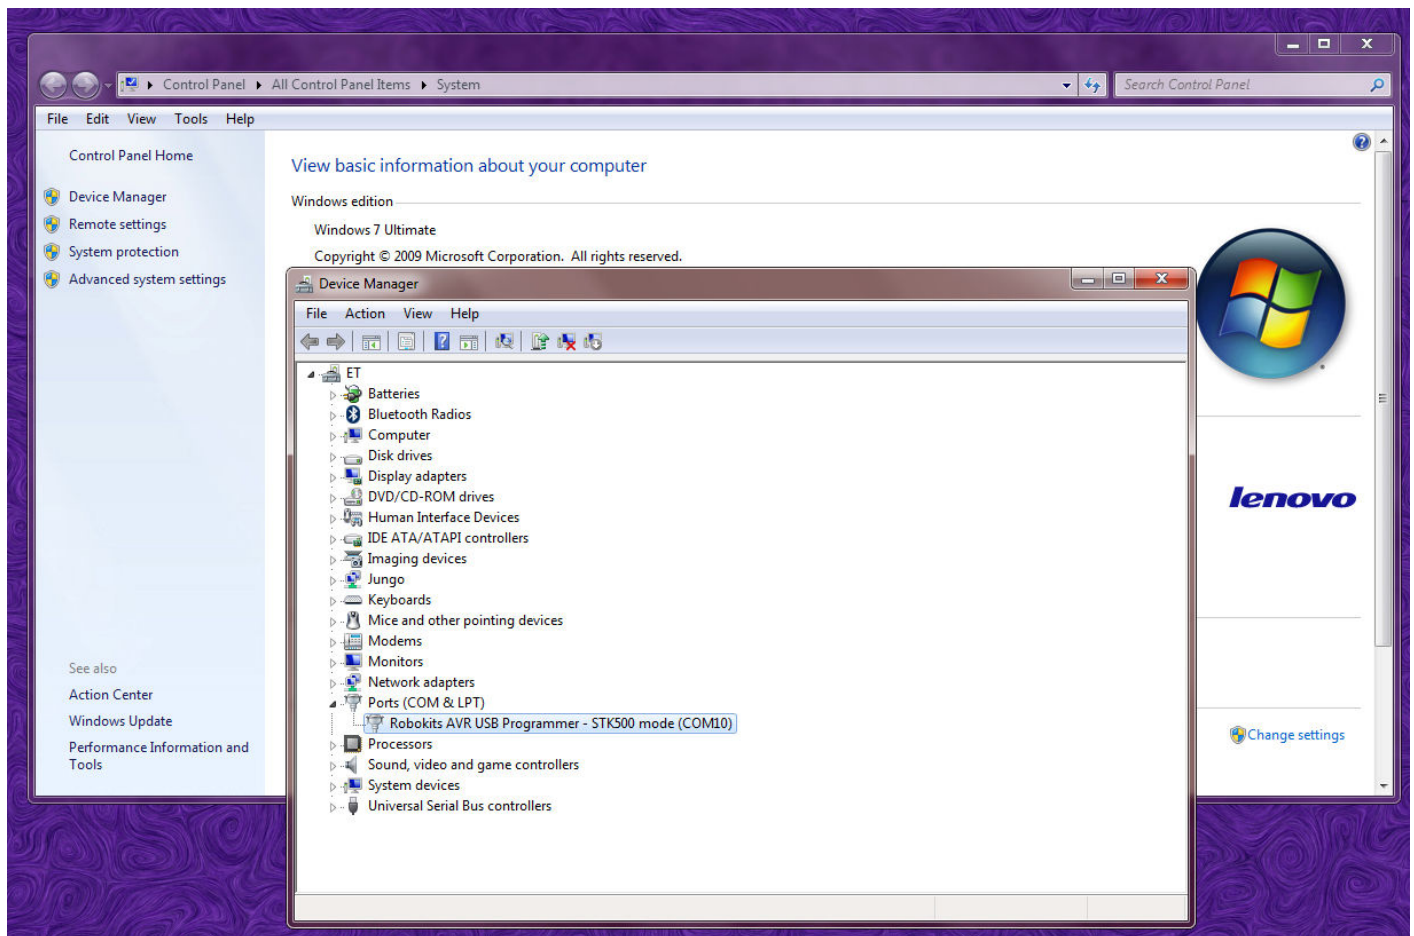 Control Panel ▸ All Control Panel Items ▸ System
Search Control Panel
File Edit View Tools Help
Control Panel Home
Device Manager
Remote settings
System protection
Advanced system settings
See also
Action Center
Windows Update
Performance Information and
Tools
View basic information about your computer
Windows edition
Windows 7 Ultimate
Copyright © 2009 Microsoft Corporation. All rights reserved.
lenovo
Change settings
Device Manager
File Action View Help
ET
Batteries
Bluetooth Radios
Computer
Disk drives
Display adapters
DVD/CD-ROM drives
Human Interface Devices
IDE ATA/ATAPI controllers
Imaging devices
Jungo
Keyboards
Mice and other pointing devices
Modems
Monitors
Network adapters
Ports (COM & LPT)
Robokits AVR USB Programmer - STK500 mode (COM10)
Processors
Sound, video and game controllers
System devices
Universal Serial Bus controllers